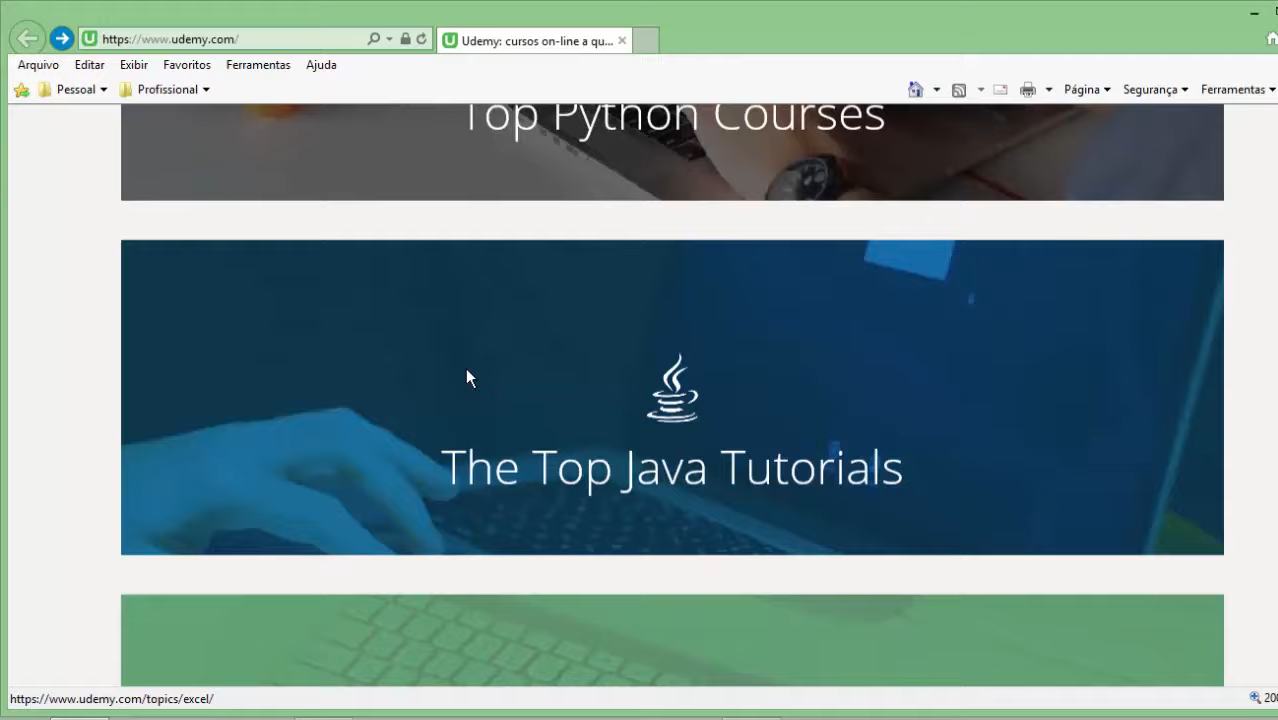 https://www.udemy.com/
Udemy: cursos on-line a qu...
Arquivo Editar Exibir Favoritos Ferramentas Ajuda
Pessoal Profissional Página Segurança Ferramentas
Top Python Courses
The Top Java Tutorials
https://www.udemy.com/topics/excel/